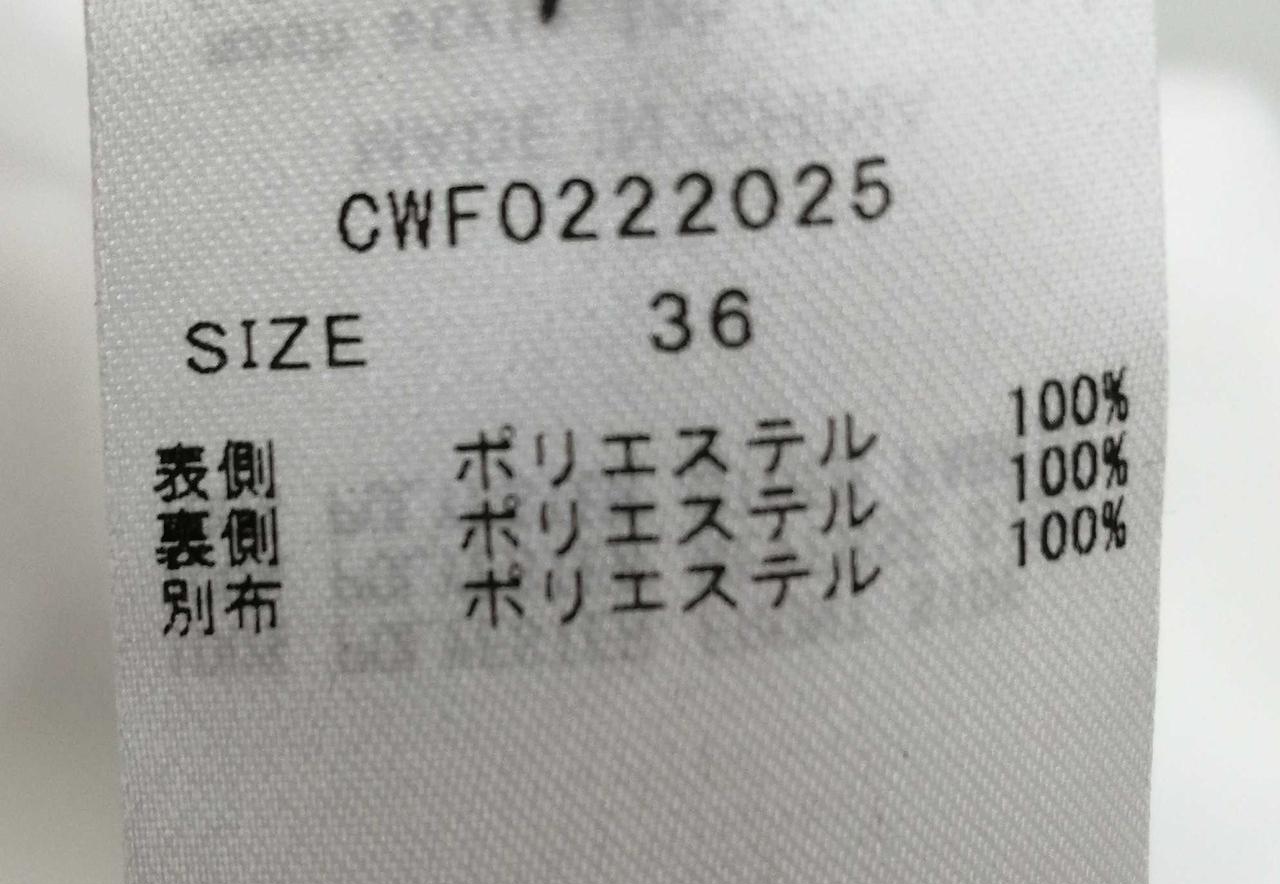 CWF0222025
SIZE 36
表側 ポリエステル 100%
裏側 ポリエステル 100%
別布 ポリエステル 100%